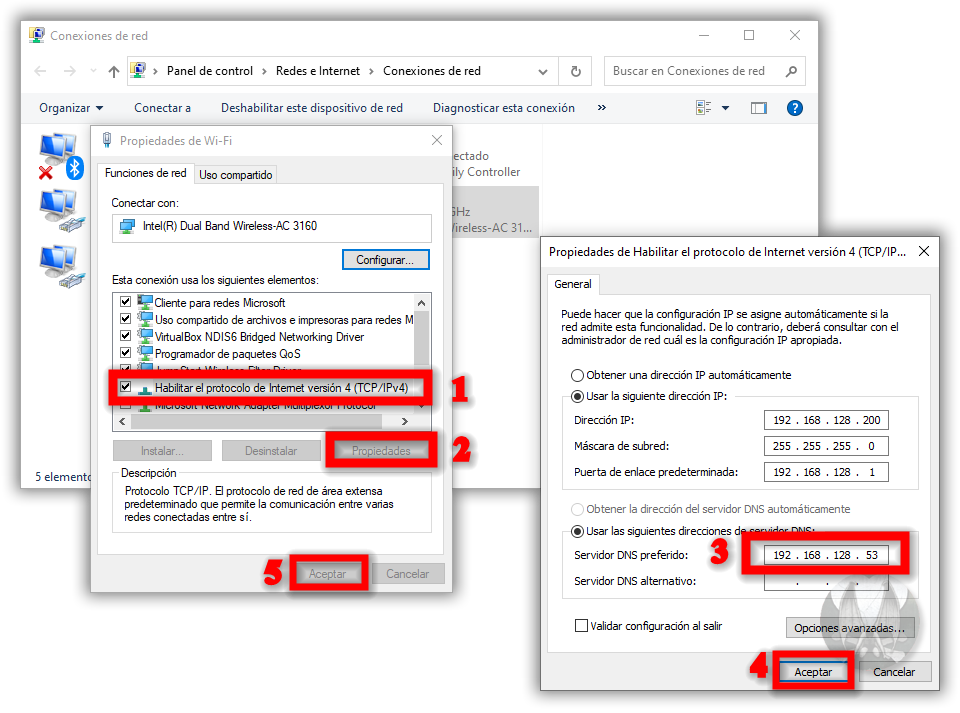 Conexiones de red
Panel de control > Redes e Internet > Conexiones de red
Buscar en Conexiones de red
Organizar
Conectar a
Deshabilitar este dispositivo de red
Diagnosticar esta conexión
»
?
ectado
ily Controller
GHz
Wireless-AC 31...
5 elemento
Propiedades de Wi-Fi
Funciones de red
Uso compartido
Conectar con:
Intel(R) Dual Band Wireless-AC 3160
Configurar...
Esta conexión usa los siguientes elementos:
Cliente para redes Microsoft
Uso compartido de archivos e impresoras para redes M
VirtualBox NDIS6 Bridged Networking Driver
Programador de paquetes QoS
JumpStart Wireless Filter Driver
Habilitar el protocolo de Internet versión 4 (TCP/IPv4)
1
Microsoft Network Adapter Multiplexor Protocol
Instalar...
Desinstalar
Propiedades
2
Descripción
Protocolo TCP/IP. El protocolo de red de área extensa
predeterminado que permite la comunicación entre varias
redes conectadas entre sí.
5
Aceptar
Cancelar
Propiedades de Habilitar el protocolo de Internet versión 4 (TCP/IP...
General
Puede hacer que la configuración IP se asigne automáticamente si la
red admite esta funcionalidad. De lo contrario, deberá consultar con el
administrador de red cuál es la configuración IP apropiada.
Obtener una dirección IP automáticamente
Usar la siguiente dirección IP:
Dirección IP: 192 . 168 . 128 . 200
Máscara de subred: 255 . 255 . 255 . 0
Puerta de enlace predeterminada: 192 . 168 . 128 . 1
Obtener la dirección del servidor DNS automáticamente
Usar las siguientes direcciones de servidor DNS:
Servidor DNS preferido: 3 192 . 168 . 128 . 53
Servidor DNS alternativo: . . .
Validar configuración al salir
Opciones avanzadas...
4
Aceptar
Cancelar